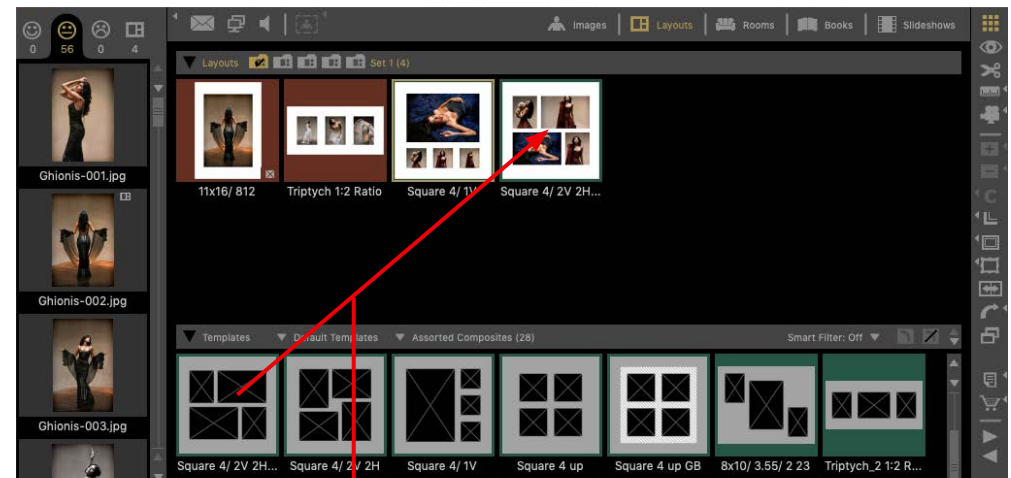 0 56 0 4
Images Layouts Rooms Books Slideshows
Layouts Set 1 (4)
Ghionis-001.jpg
11x16/ 812 Triptych 1:2 Ratio Square 4/ 1V Square 4/ 2V 2H...
Ghionis-002.jpg
Templates Default Templates Assorted Composites (28) Smart Filter: Off
Ghionis-003.jpg
Square 4/ 2V 2H... Square 4/ 2V 2H Square 4/ 1V Square 4 up Square 4 up GB 8x10/ 3.55/ 2 23 Triptych_2 1:2 R...
C